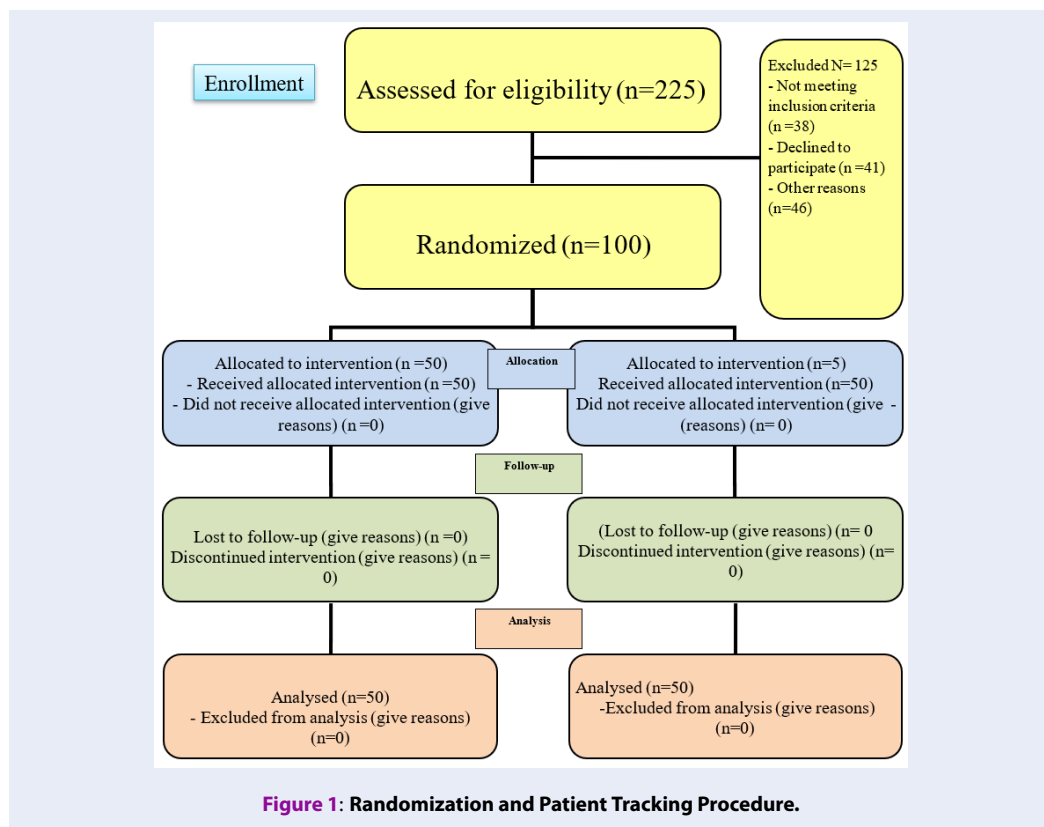 Enrollment
Assessed for eligibility (n=225)
Excluded N= 125
- Not meeting
inclusion criteria
(n =38)
- Declined to
participate (n =41)
- Other reasons
(n=46)
Randomized (n=100)
Allocation
Allocated to intervention (n =50)
- Received allocated intervention (n =50)
- Did not receive allocated intervention (give
reasons) (n =0)
Allocated to intervention (n=5)
Received allocated intervention (n=50)
Did not receive allocated intervention (give -
(reasons) (n= 0)
Follow-up
Lost to follow-up (give reasons) (n =0)
Discontinued intervention (give reasons) (n =
0)
(Lost to follow-up (give reasons) (n= 0
Discontinued intervention (give reasons) (n=
0)
Analysis
Analysed (n=50)
- Excluded from analysis (give reasons)
(n=0)
Analysed (n=50)
-Excluded from analysis (give reasons)
(n=0)
Figure 1: Randomization and Patient Tracking Procedure.